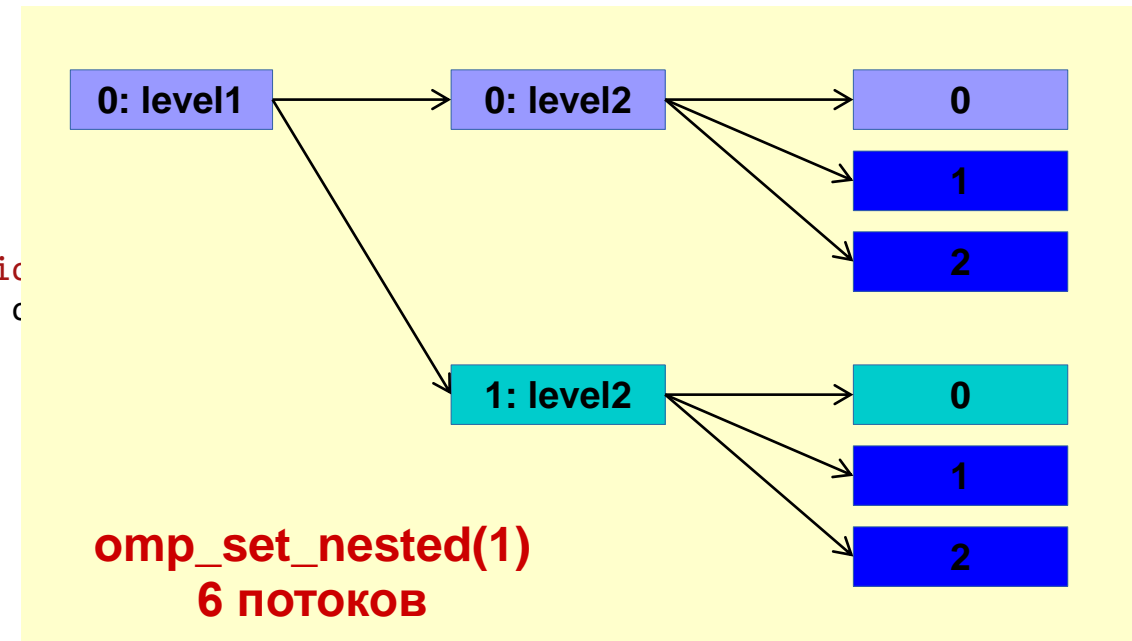 0: level1
0: level2
0
1
2
1: level2
0
1
2
omp_set_nested(1)
6 потоков